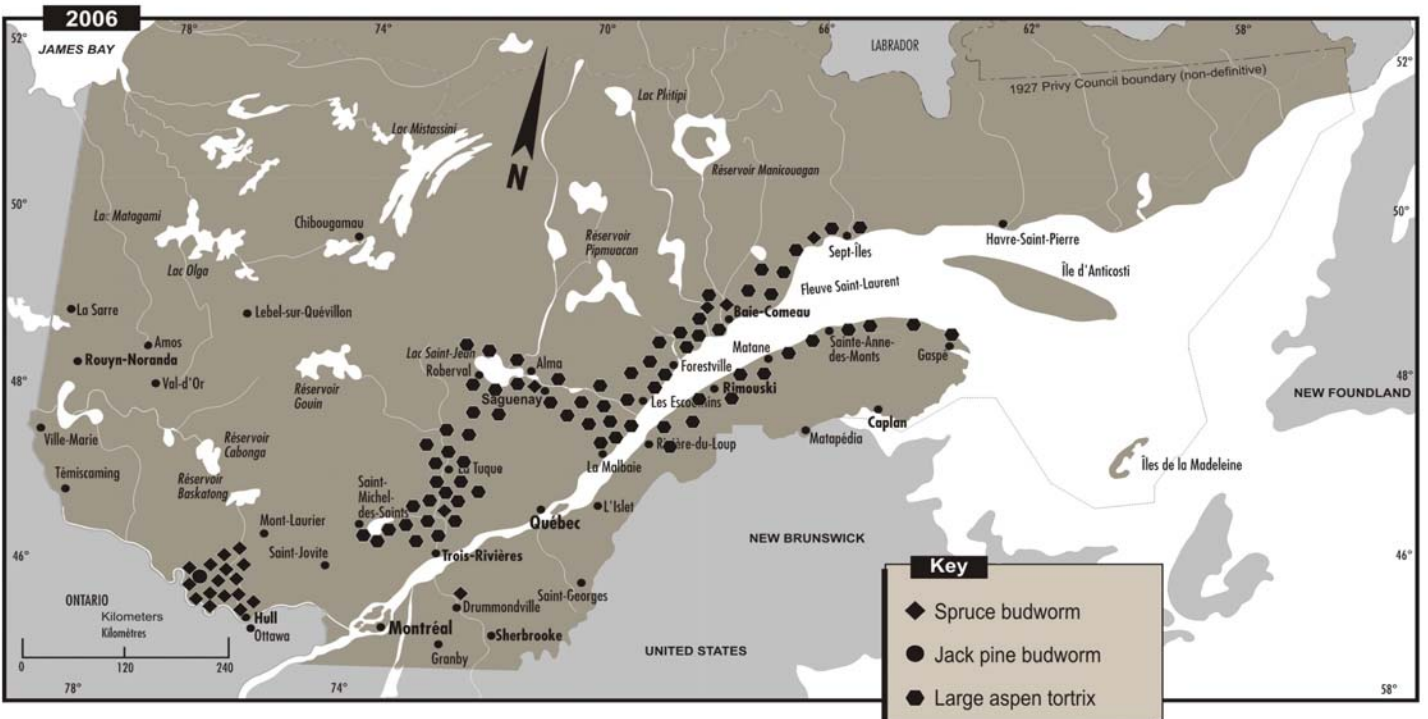 2006
78°
74°
70°
66°
62°
58°
52°
JAMES BAY
LABRADOR
52°
1927 Privy Council boundary (non-definitive)
Lac Plétipi
Lac Mistassini
N
Réservoir Manicouagan
50°
Lac Matagami
Chibougamau
50°
Réservoir
Pipmuacan
Sept-Îles
Havre-Saint-Pierre
Lac Olga
Île d'Anticosti
Fleuve Saint-Laurent
La Sarre
Lebel-sur-Quévillon
Baie-Comeau
Amos
Rouyn-Noranda
Lac Saint-Jean
Alma
Matane
Sainte-Anne-
des-Monts
Gaspé
Roberval
Forestville
48°
Val-d'Or
Réservoir
Gouin
Saguenay
Rimouski
48°
Les Escoumins
NEW FOUNDLAND
Caplan
Ville-Marie
Réservoir
Cabonga
Rivière-du-Loup
Matapédia
La Malbaie
Témiscaming
La Tuque
Îles de la Madeleine
Réservoir
Baskatong
Saint-
Michel-
des-Saints
L'Islet
Québec
Mont-Laurier
NEW BRUNSWICK
46°
Saint-Jovite
Trois-Rivières
46°
Key
Saint-Georges
ONTARIO
Kilometers
Kilomètres
Hull
Drummondville
Spruce budworm
Ottawa
Montréal
Sherbrooke
Granby
UNITED STATES
Jack pine budworm
0
120
240
78°
74°
58°
Large aspen tortrix